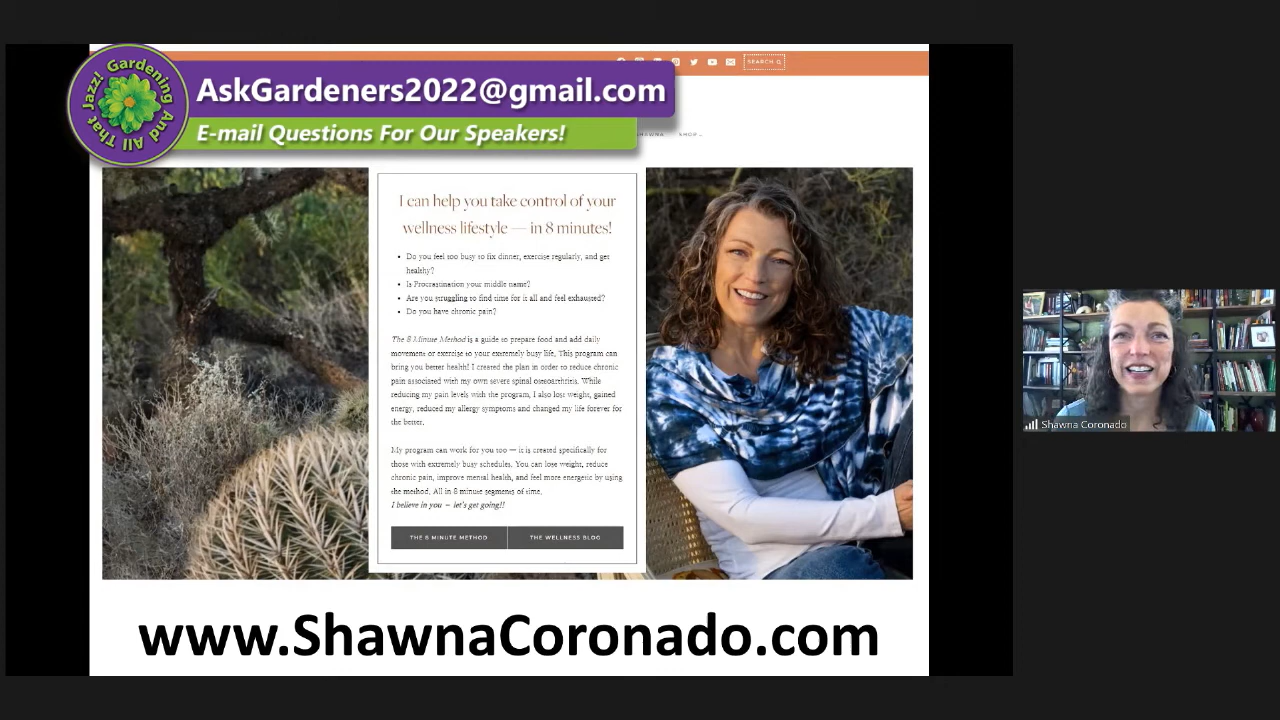 Gardening And All That Jazz!
AskGardeners2022@gmail.com
E-mail Questions For Our Speakers!
SEARCH
SHAWNA SHOP
I can help you take control of your
wellness lifestyle — in 8 minutes!
• Do you feel too busy to fix dinner, exercise regularly, and get
healthy?
• Is Procrastination your middle name?
• Are you struggling to find time for it all and feel exhausted?
• Do you have chronic pain?
The 8 Minute Method is a guide to prepare food and add daily
movement or exercise to your extremely busy life. This program can
bring you better health! I created the plan in order to reduce chronic
pain associated with my own severe spinal osteoarthritis. While
reducing my pain levels with the program, I also lost weight, gained
energy, reduced my allergy symptoms and changed my life forever for
the better.
My program can work for you too — it is created specifically for
those with extremely busy schedules. You can lose weight, reduce
chronic pain, improve mental health, and feel more energetic by using
the method. All in 8 minute segments of time.
I believe in you – let's get going!!
THE 8 MINUTE METHOD
THE WELLNESS BLOG
www.ShawnaCoronado.com
Shawna Coronado